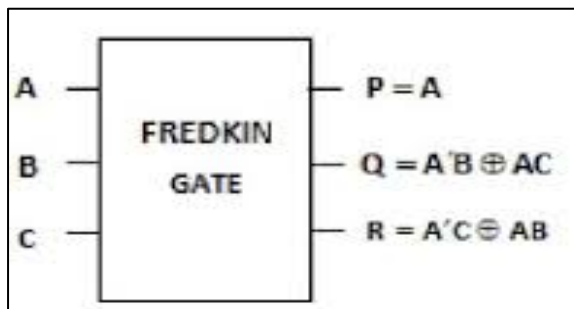 A
B
C
FREDKIN
GATE
P = A
Q = A'B ⊕ AC
R = A'C ⊕ AB